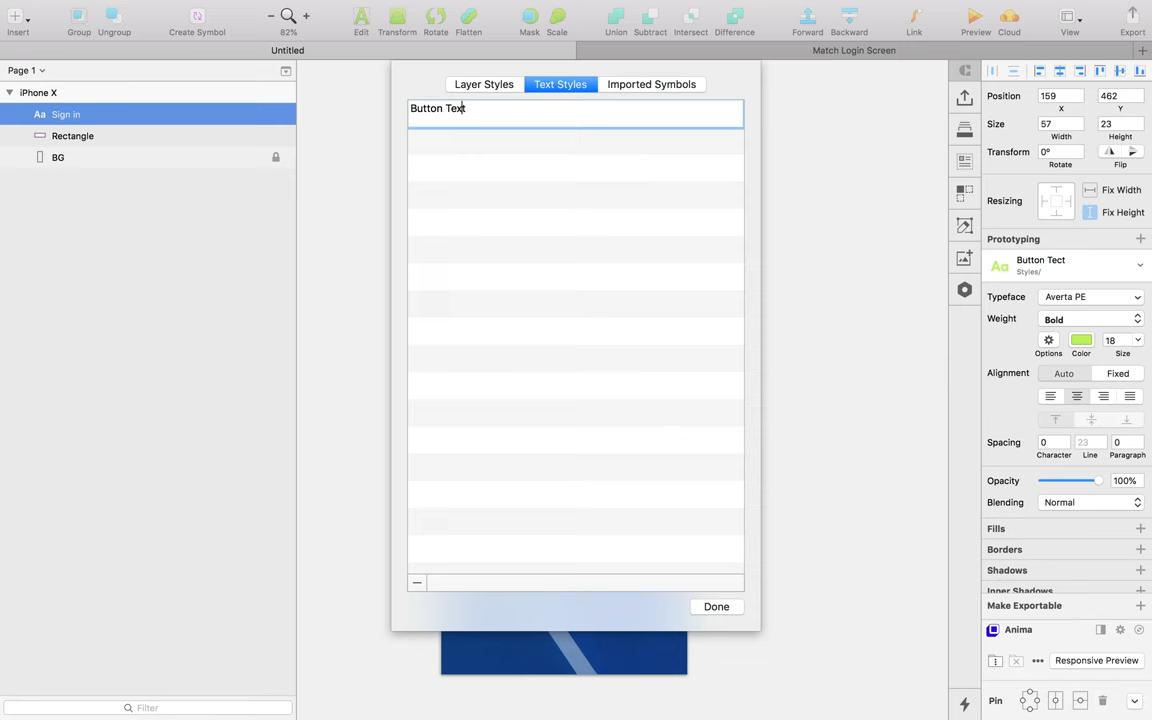 Insert
Group
Ungroup
Create Symbol
82%
Edit
Transform
Rotate
Flatten
Mask
Scale
Union
Subtract
Intersect
Difference
Forward
Backward
Link
Preview
Cloud
View
Export
Untitled
Match Login Screen
Page 1
iPhone X
Aa Sign in
Rectangle
BG
Layer Styles
Text Styles
Imported Symbols
Button Text
Done
Filter
Position
159
462
X
Y
Size
57
23
Width
Height
Transform
0°
Rotate
Flip
Resizing
Fix Width
Fix Height
Prototyping
Aa
Button Tect
Styles/
Typeface
Averta PE
Weight
Bold
18
Options
Color
Size
Alignment
Auto
Fixed
Spacing
0
23
0
Character
Line
Paragraph
Opacity
100%
Blending
Normal
Fills
Borders
Shadows
Inner Shadows
Make Exportable
Anima
Responsive Preview
Pin